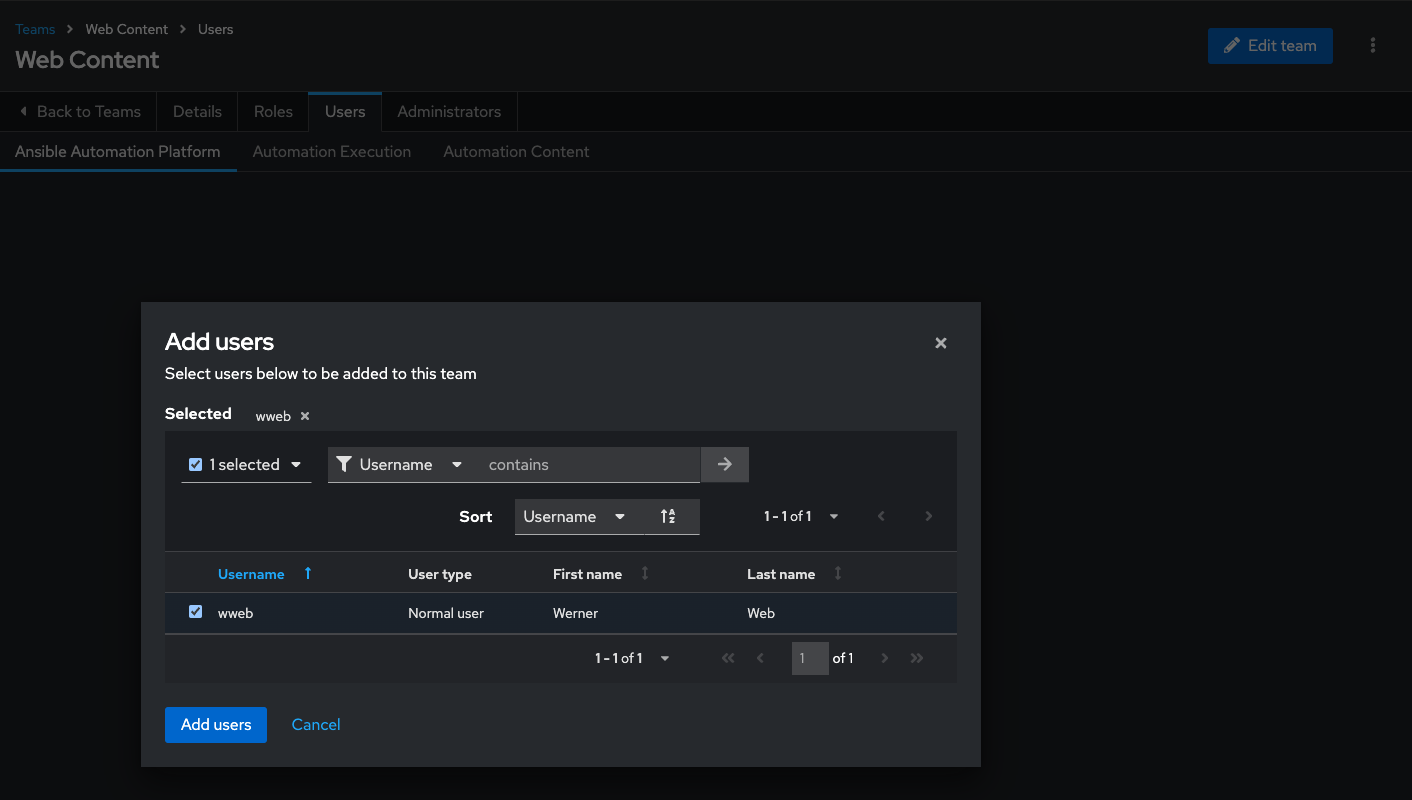 Teams > Web Content > Users
Web Content
Edit team
Back to Teams Details Roles Users Administrators
Ansible Automation Platform Automation Execution Automation Content
Add users
Select users below to be added to this team
Selected wweb
1 selected Username contains
Sort Username 1 - 1 of 1
Username User type First name Last name
wweb Normal user Werner Web
1 - 1 of 1 1 of 1
Add users Cancel